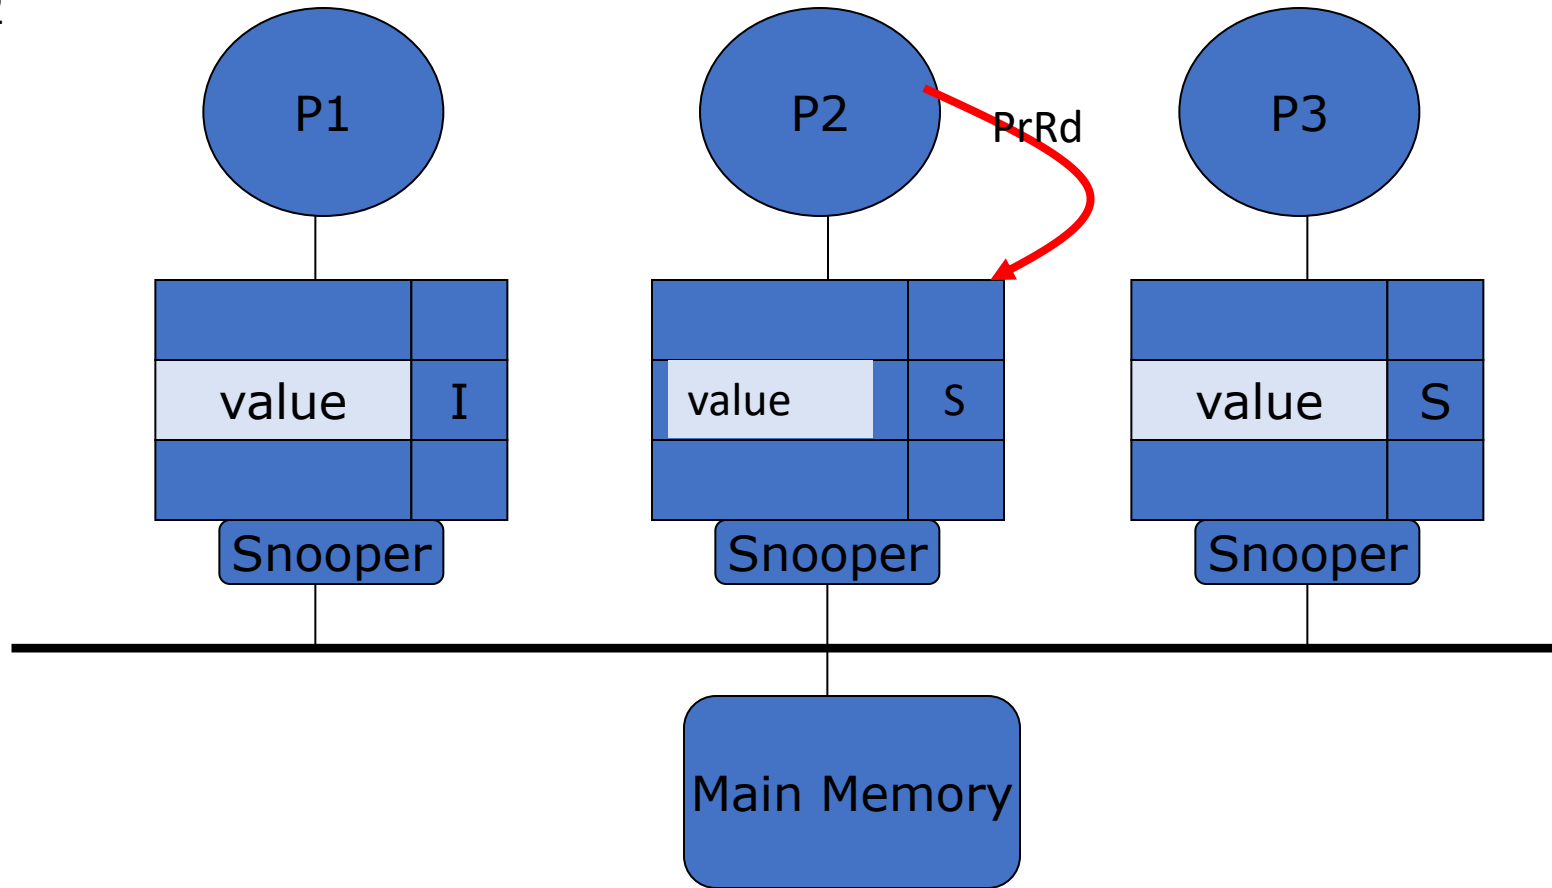 P1
P2
P3
PrRd
value I
value S
value S
Snooper
Snooper
Snooper
Main Memory